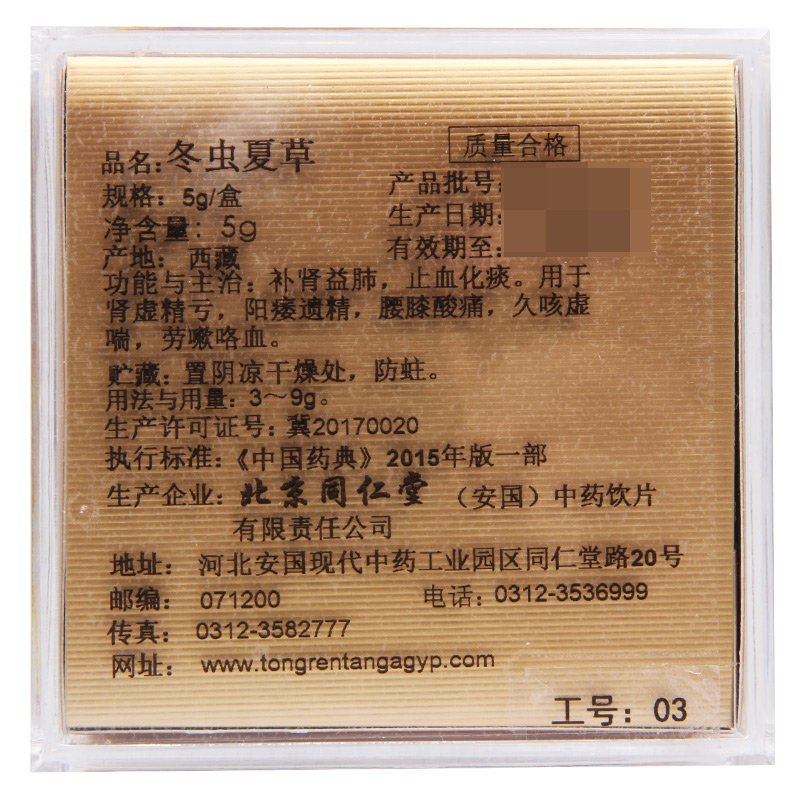 质量合格
品名：冬虫夏草
规格：5g/盒
净含量：5g
产地：西藏
产品批号：
生产日期：
有效期至：
功能与主治：补肾益肺，止血化痰。用于
肾虚精亏，阳痿遗精，腰膝酸痛，久咳虚
喘，劳嗽咯血。
贮藏：置阴凉干燥处，防蛀。
用法与用量：3～9g。
生产许可证号：冀20170020
执行标准：《中国药典》2015年版一部
生产企业：北京同仁堂（安国）中药饮片
有限责任公司
地址：河北安国现代中药工业园区同仁堂路20号
邮编：071200 电话：0312-3536999
传真：0312-3582777
网址：www.tongrentangagyp.com
工号：03